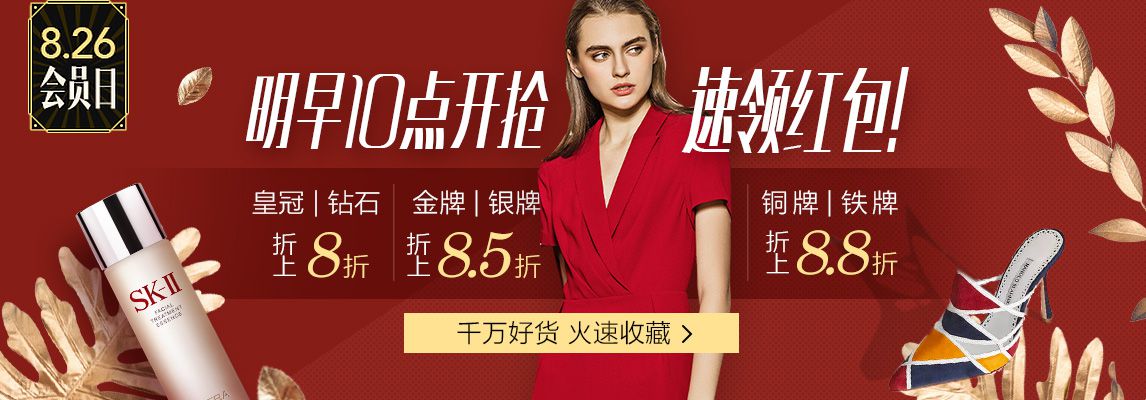 8.26
会员日
明早10点开抢 速领红包!
皇冠 | 钻石
折上8折
金牌 | 银牌
折上8.5折
铜牌 | 铁牌
折上8.8折
千万好货 火速收藏 >
SK-II
FACIAL
TREATMENT
ESSENCE